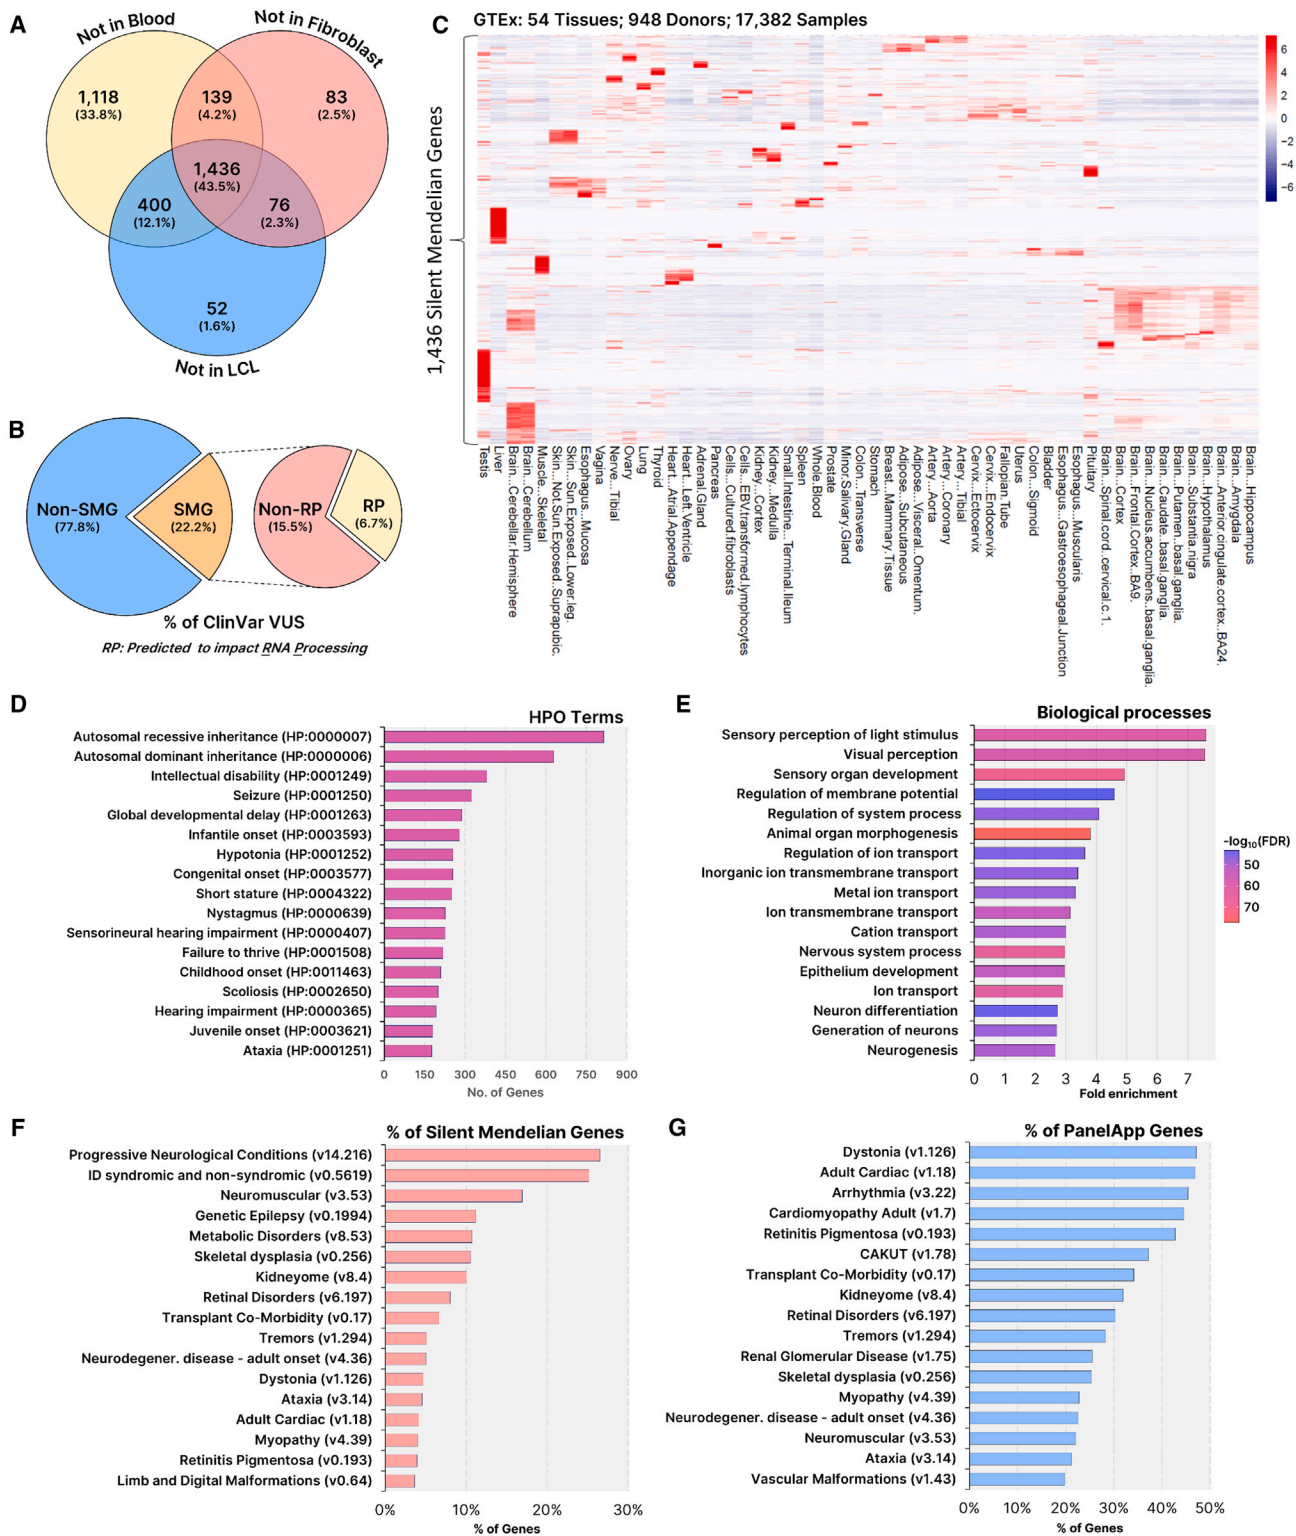 A
Not in Blood
Not in Fibroblast
1,118
(33.8%)
139
(4.2%)
83
(2.5%)
1,436
(43.5%)
400
(12.1%)
76
(2.3%)
52
(1.6%)
Not in LCL
B
Non-SMG
(77.8%)
SMG
(22.2%)
Non-RP
(15.5%)
RP
(6.7%)
% of ClinVar VUS
RP: Predicted to impact RNA Processing
C
GTEx: 54 Tissues; 948 Donors; 17,382 Samples
1,436 Silent Mendelian Genes
6
4
2
0
−2
−4
−6
Testis
Liver
Brain...Cerebellar.Hemisphere
Brain...Cerebellum
Muscle...Skeletal
Skin...Not.Sun.Exposed..Suprapubic.
Skin...Sun.Exposed..Lower.leg.
Esophagus...Mucosa
Vagina
Nerve...Tibial
Ovary
Lung
Thyroid
Heart...Atrial.Appendage
Heart...Left.Ventricle
Adrenal.Gland
Pancreas
Cells...Cultured.fibroblasts
Cells...EBV.transformed.lymphocytes
Kidney...Cortex
Kidney...Medulla
Small.Intestine...Terminal.Ileum
Spleen
Whole.Blood
Prostate
Minor.Salivary.Gland
Colon...Transverse
Stomach
Breast...Mammary.Tissue
Adipose...Subcutaneous
Adipose...Visceral..Omentum.
Artery...Aorta
Artery...Coronary
Artery...Tibial
Cervix...Ectocervix
Cervix...Endocervix
Fallopian.Tube
Uterus
Colon...Sigmoid
Bladder
Esophagus...Gastroesophageal.Junction
Esophagus...Muscularis
Pituitary
Brain...Spinal.cord..cervical.c.1.
Brain...Cortex
Brain...Frontal.Cortex..BA9.
Brain...Nucleus.accumbens..basal.ganglia.
Brain...Caudate..basal.ganglia.
Brain...Putamen..basal.ganglia.
Brain...Substantia.nigra
Brain...Hypothalamus
Brain...Anterior.cingulate.cortex..BA24.
Brain...Amygdala
Brain...Hippocampus
D
HPO Terms
Autosomal recessive inheritance (HP:0000007)
Autosomal dominant inheritance (HP:0000006)
Intellectual disability (HP:0001249)
Seizure (HP:0001250)
Global developmental delay (HP:0001263)
Infantile onset (HP:0003593)
Hypotonia (HP:0001252)
Congenital onset (HP:0003577)
Short stature (HP:0004322)
Nystagmus (HP:0000639)
Sensorineural hearing impairment (HP:0000407)
Failure to thrive (HP:0001508)
Childhood onset (HP:0011463)
Scoliosis (HP:0002650)
Hearing impairment (HP:0000365)
Juvenile onset (HP:0003621)
Ataxia (HP:0001251)
0 150 300 450 600 750 900
No. of Genes
E
Biological processes
Sensory perception of light stimulus
Visual perception
Sensory organ development
Regulation of membrane potential
Regulation of system process
Animal organ morphogenesis
Regulation of ion transport
Inorganic ion transmembrane transport
Metal ion transport
Ion transmembrane transport
Cation transport
Nervous system process
Epithelium development
Ion transport
Neuron differentiation
Generation of neurons
Neurogenesis
0 1 2 3 4 5 6 7
Fold enrichment
-log10(FDR)
50
60
70
F
% of Silent Mendelian Genes
Progressive Neurological Conditions (v14.216)
ID syndromic and non-syndromic (v0.5619)
Neuromuscular (v3.53)
Genetic Epilepsy (v0.1994)
Metabolic Disorders (v8.53)
Skeletal dysplasia (v0.256)
Kidneyome (v8.4)
Retinal Disorders (v6.197)
Transplant Co-Morbidity (v0.17)
Tremors (v1.294)
Neurodegener. disease - adult onset (v4.36)
Dystonia (v1.126)
Ataxia (v3.14)
Adult Cardiac (v1.18)
Myopathy (v4.39)
Retinitis Pigmentosa (v0.193)
Limb and Digital Malformations (v0.64)
0% 10% 20% 30%
% of Genes
G
% of PanelApp Genes
Dystonia (v1.126)
Adult Cardiac (v1.18)
Arrhythmia (v3.22)
Cardiomyopathy Adult (v1.7)
Retinitis Pigmentosa (v0.193)
CAKUT (v1.78)
Transplant Co-Morbidity (v0.17)
Kidneyome (v8.4)
Retinal Disorders (v6.197)
Tremors (v1.294)
Renal Glomerular Disease (v1.75)
Skeletal dysplasia (v0.256)
Myopathy (v4.39)
Neurodegener. disease - adult onset (v4.36)
Neuromuscular (v3.53)
Ataxia (v3.14)
Vascular Malformations (v1.43)
0% 10% 20% 30% 40% 50%
% of Genes